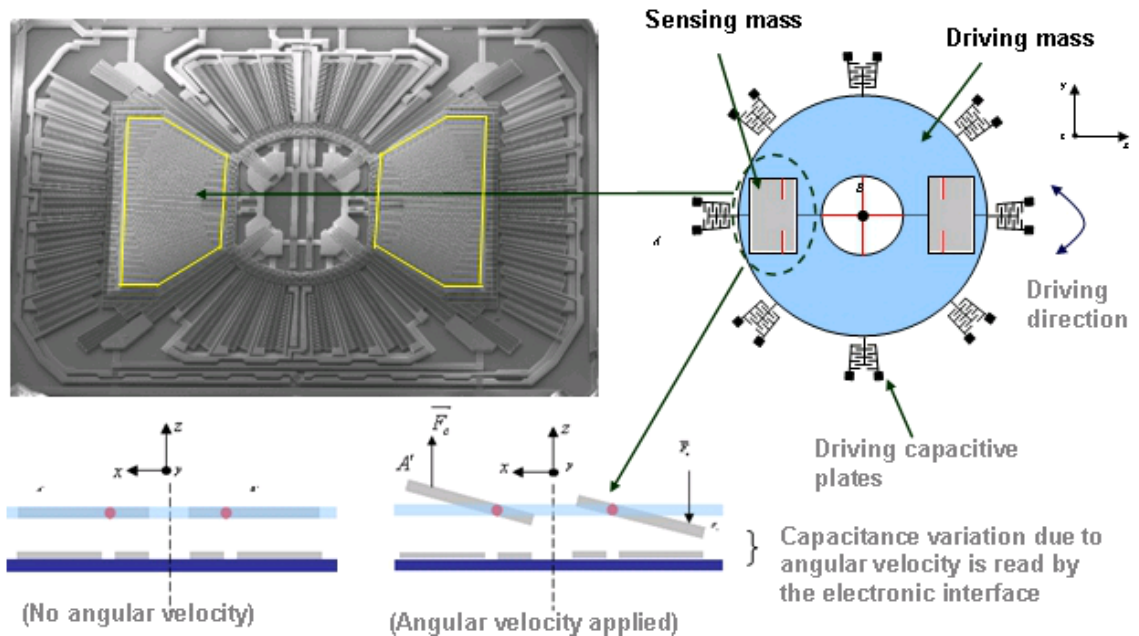 Sensing mass
Driving mass
y
B
Driving
direction
Driving capacitive
plates
z
x
y
(No angular velocity)
F_c
z
A'
x
y
(Angular velocity applied)
Capacitance variation due to
angular velocity is read by
the electronic interface